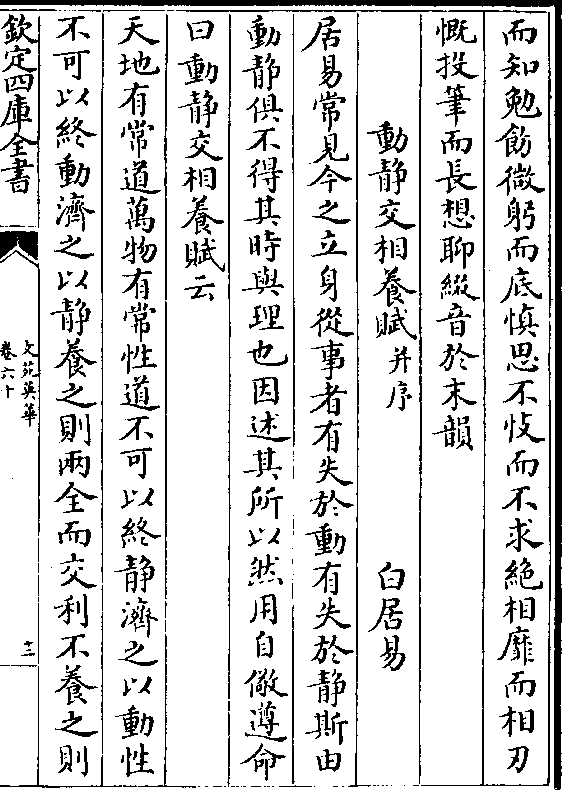 而知勉飭微躬而底慎思不忮而不求絶相靡而相刃
慨投筆而長想聊綴音於末韻
動静交相養賦并序 白居易
居易常見今之立身從事者有失於動有失於静斯由
動静俱不得其時與理也因述其所以然用自儆遵命
曰動静交相養賦云
天地有常道萬物有常性道不可以終静濟之以動性
不可以終動濟之以静養之則兩全而交利不養之則
欽定四庫全書
文苑英華
卷六十
十二